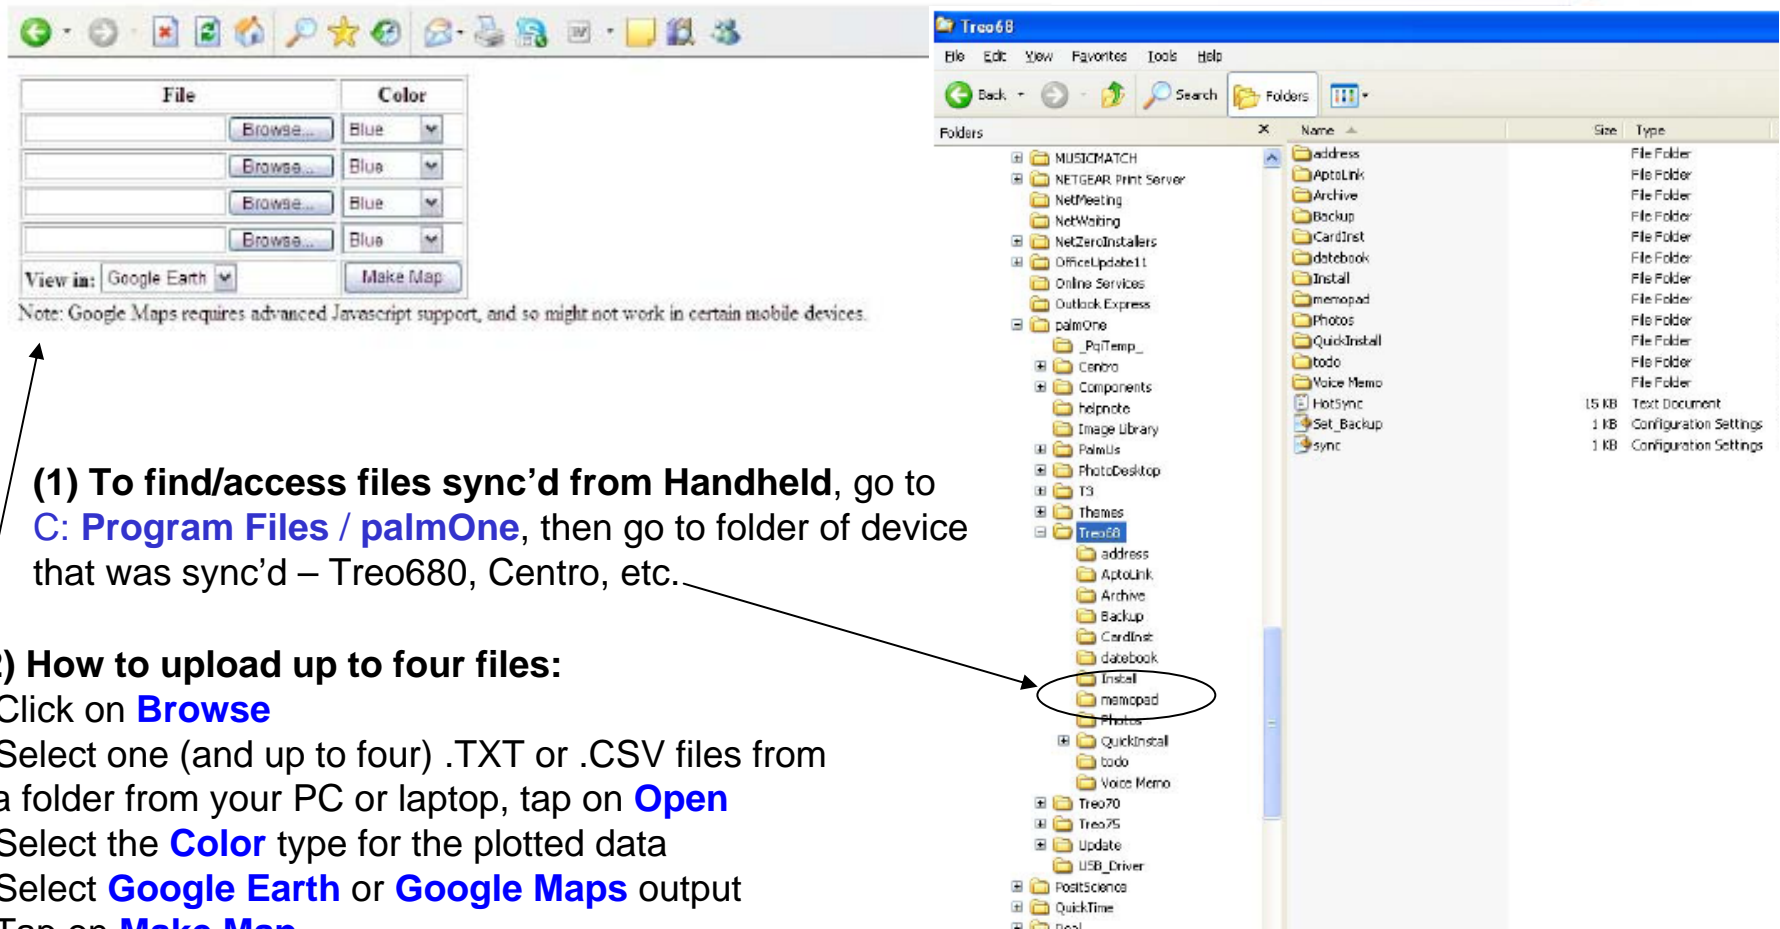 File Color
Browse... Blue
Browse... Blue
Browse... Blue
Browse... Blue
View in: Google Earth Make Map
Note: Google Maps requires advanced Javascript support, and so might not work in certain mobile devices.
(1) To find/access files sync'd from Handheld, go to
C: Program Files / palmOne, then go to folder of device
that was sync'd – Treo680, Centro, etc.
2) How to upload up to four files:
Click on Browse
Select one (and up to four) .TXT or .CSV files from
a folder from your PC or laptop, tap on Open
Select the Color type for the plotted data
Select Google Earth or Google Maps output
Tap on Make Map
Treo68
File Edit View Favorites Tools Help
Back Search Folders
Folders X
MUSICMATCH
NETGEAR Print Server
NetMeeting
NetWaiting
NetZeroInstallers
OfficeUpdate11
Online Services
Outlook Express
palmOne
_PqiTemp_
Centro
Components
helpnote
Image Library
PalmUs
PhotoDesktop
T3
Themes
Treo68
address
AptoLink
Archive
Backup
CardInst
datebook
Install
memopad
Photos
QuickInstall
todo
Voice Memo
Treo70
Treo75
Update
USB_Driver
PositScience
QuickTime
Real
Name Size Type
address File Folder
AptoLink File Folder
Archive File Folder
Backup File Folder
CardInst File Folder
datebook File Folder
Install File Folder
memopad File Folder
Photos File Folder
QuickInstall File Folder
todo File Folder
Voice Memo File Folder
HotSync 15 KB Text Document
Set_Backup 1 KB Configuration Settings
sync 1 KB Configuration Settings